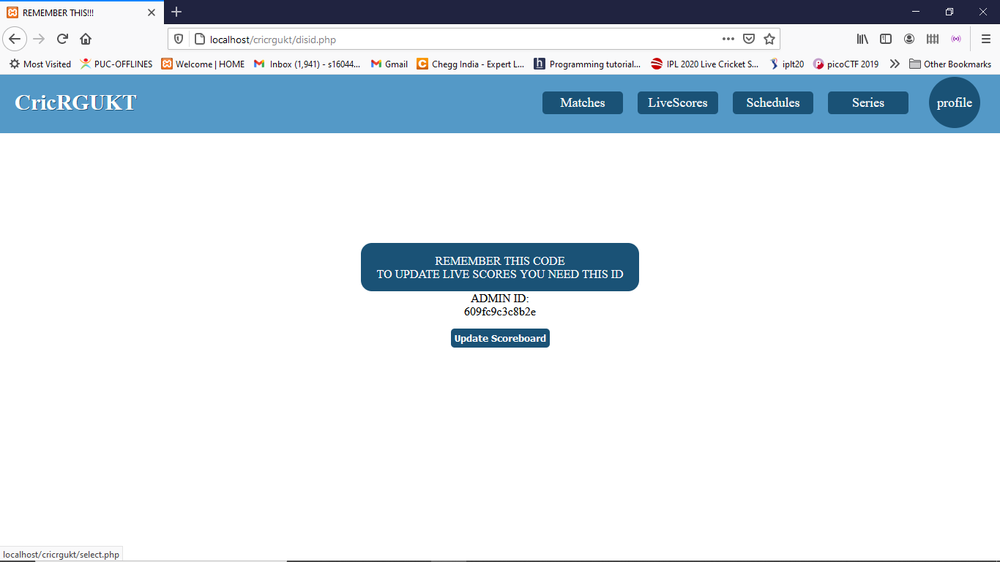 REMEMBER THIS!!!
localhost/cricrgukt/disid.php
Most Visited PUC-OFFLINES Welcome | HOME Inbox (1,941) - s16044... Gmail Chegg India - Expert L... Programming tutorial... IPL 2020 Live Cricket S... iplt20 picoCTF 2019 Other Bookmarks
CricRGUKT Matches LiveScores Schedules Series profile
REMEMBER THIS CODE
TO UPDATE LIVE SCORES YOU NEED THIS ID
ADMIN ID:
609fc9c3c8b2e
Update Scoreboard
localhost/cricrgukt/select.php